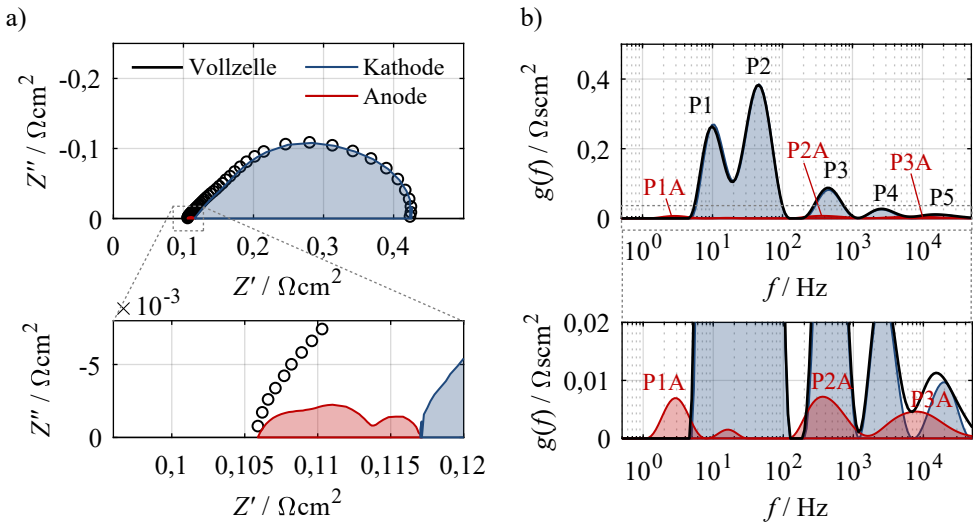 a)
-0,2
-0,1
0
Z'' / Ωcm²
Vollzelle
Kathode
Anode
0
0,1
0,2
0,3
0,4
Z' / Ωcm²
× 10⁻³
-5
0
Z'' / Ωcm²
0,1
0,105
0,11
0,115
0,12
Z' / Ωcm²
b)
0,4
0,2
0
g(f) / Ωscm²
P1
P2
P2A
P3
P3A
P1A
P4
P5
10⁰
10¹
10²
10³
10⁴
f / Hz
0,02
0,01
0
g(f) / Ωscm²
P1A
P2A
P3A
10⁰
10¹
10²
10³
10⁴
f / Hz